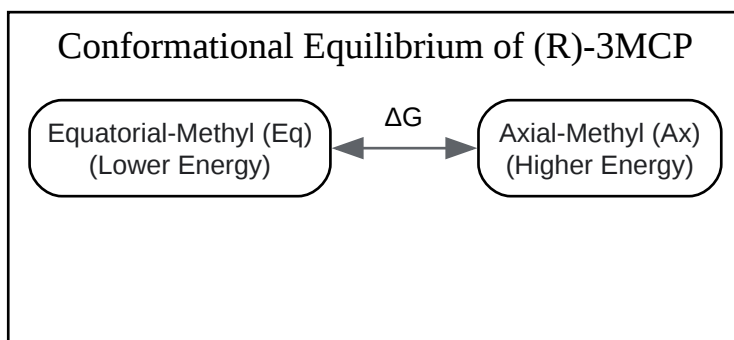 Conformational Equilibrium of (R)-3MCP
Equatorial-Methyl (Eq)
(Lower Energy)
ΔG
Axial-Methyl (Ax)
(Higher Energy)